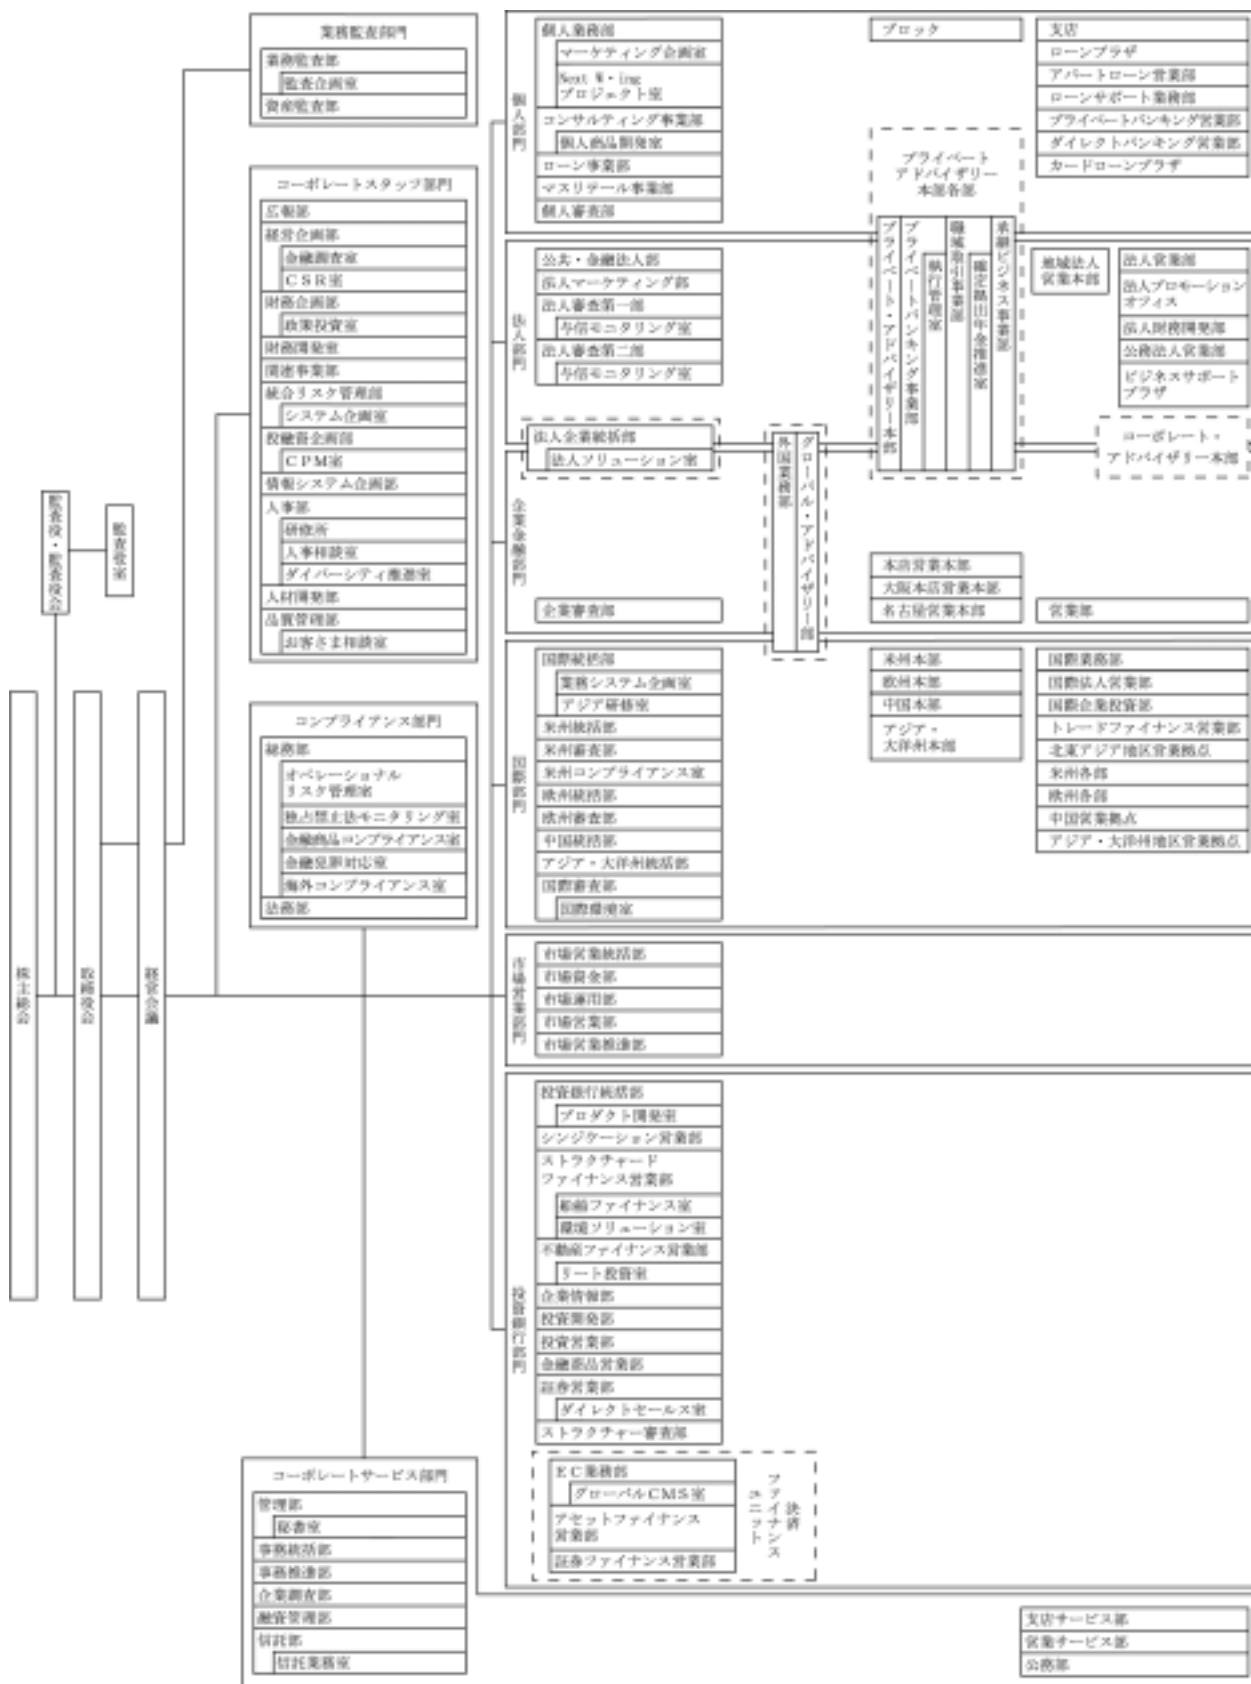 株主総会
取締役会
経営会議
監査役・監査役会
監査役室
業務監査部門
業務監査部
監査企画室
資産監査部
コーポレートスタッフ部門
広報部
経営企画部
金融調査室
CSR室
財務企画部
政策投資室
財務開発室
関連事業部
統合リスク管理部
システム企画室
投融資企画部
CPM室
情報システム企画部
人事部
研修所
人事相談室
ダイバーシティ推進室
人材開発部
品質管理部
お客さま相談室
コンプライアンス部門
総務部
オペレーショナル
リスク管理室
独占禁止法モニタリング室
金融商品コンプライアンス室
金融犯罪対応室
海外コンプライアンス室
法務部
コーポレートサービス部門
管理部
秘書室
事務統括部
事務推進部
企業調査部
融資管理部
信託部
信託業務室
個人部門
個人業務部
マーケティング企画室
Next W・ing
プロジェクト室
コンサルティング事業部
個人商品開発室
ローン事業部
マスリテール事業部
個人審査部
ブロック
支店
ローンプラザ
アパートローン営業部
ローンサポート業務部
プライベートバンキング営業部
ダイレクトバンキング営業部
カードローンプラザ
プライベート
アドバイザリー
本部各部
プライベート・アドバイザリー本部
プライベートバンキング事業部
執行管理室
職域取引事業部
確定拠出年金推進室
承継ビジネス事業部
法人部門
公共・金融法人部
法人マーケティング部
法人審査第一部
与信モニタリング室
法人審査第二部
与信モニタリング室
地域法人
営業本部
法人営業部
法人プロモーション
オフィス
法人財務開発部
公務法人営業部
ビジネスサポート
プラザ
法人企業統括部
法人ソリューション室
外国業務部
グローバル・アドバイザリー部
コーポレート・
アドバイザリー本部
企業金融部門
企業審査部
本店営業本部
大阪本店営業本部
名古屋営業本部
営業部
国際部門
国際統括部
業務システム企画室
アジア研修室
米州統括部
米州審査部
米州コンプライアンス室
欧州統括部
欧州審査部
中国統括部
アジア・大洋州統括部
国際審査部
国際環境室
米州本部
欧州本部
中国本部
アジア・
大洋州本部
国際業務部
国際法人営業部
国際企業投資部
トレードファイナンス営業部
北東アジア地区営業拠点
米州各部
欧州各部
中国営業拠点
アジア・大洋州地区営業拠点
市場営業部門
市場営業統括部
市場資金部
市場運用部
市場営業部
市場営業推進部
投資銀行部門
投資銀行統括部
プロダクト開発室
シンジケーション営業部
ストラクチャード
ファイナンス営業部
船舶ファイナンス室
環境ソリューション室
不動産ファイナンス営業部
リート投資室
企業情報部
投資開発部
投資営業部
金融商品営業部
証券営業部
ダイレクトセールス室
ストラクチャー審査部
EC業務部
グローバルCMS室
アセットファイナンス
営業部
証券ファイナンス営業部
決済
ファイナンス
ユニット
支店サービス部
営業サービス部
公務部